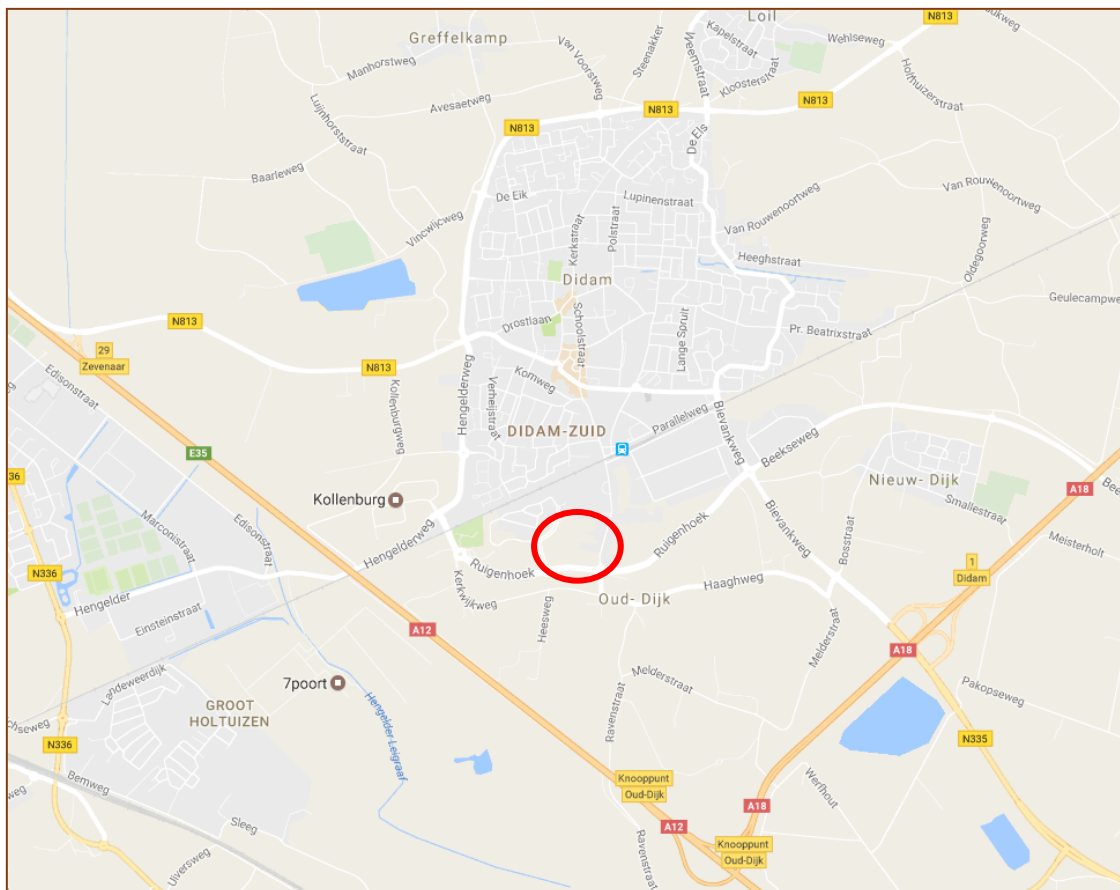 N813
Loil
Greffelkamp
Kapelstraat
Wehlseweg
Manhorstweg
Van Voorstweg
Steenakker
Weemstraat
Kloosterstraat
Holthuizerstraat
Luijnhorststraat
Avesaetweg
N813
N813
N813
De Els
Baarleweg
De Eik
Lupinenstraat
Van Rouwenoortweg
Van Rouwenoortweg
Vincwijcweg
Kerkstraat
Polstraat
Heeghstraat
Oldegoorweg
Didam
Geulecampweg
N813
Drostlaan
Schoolstraat
Lange Spruit
Pr. Beatrixstraat
29
Zevenaar
N813
Kollenburgweg
Hengelderweg
Verheijstraat
Komweg
Edisonstraat
Bievankweg
Parallelweg
DIDAM-ZUID
E35
Beekseweg
Nieuw- Dijk
A18
36
Kollenburg
Smallestraat
Marconistraat
Edisonstraat
Hengelderweg
Ruigenhoek
Bievankweg
Bosstraat
Meisterholt
N336
Ruigenhoek
Haaghweg
1
Didam
Hengelder
Kerkwijkweg
Heesweg
Oud- Dijk
Einsteinstraat
A12
Melderstraat
A18
Landeweerdijk
7poort
Melderstraat
Pakopseweg
GROOT
HOLTUIZEN
Hengelder Leigraaf
Ravenstraat
chseweg
N336
N335
Bemweg
Knooppunt
Oud-Dijk
Werfhout
A18
Sleeg
A12
Knooppunt
Oud-Dijk
Ravenstraat
Uiversweg